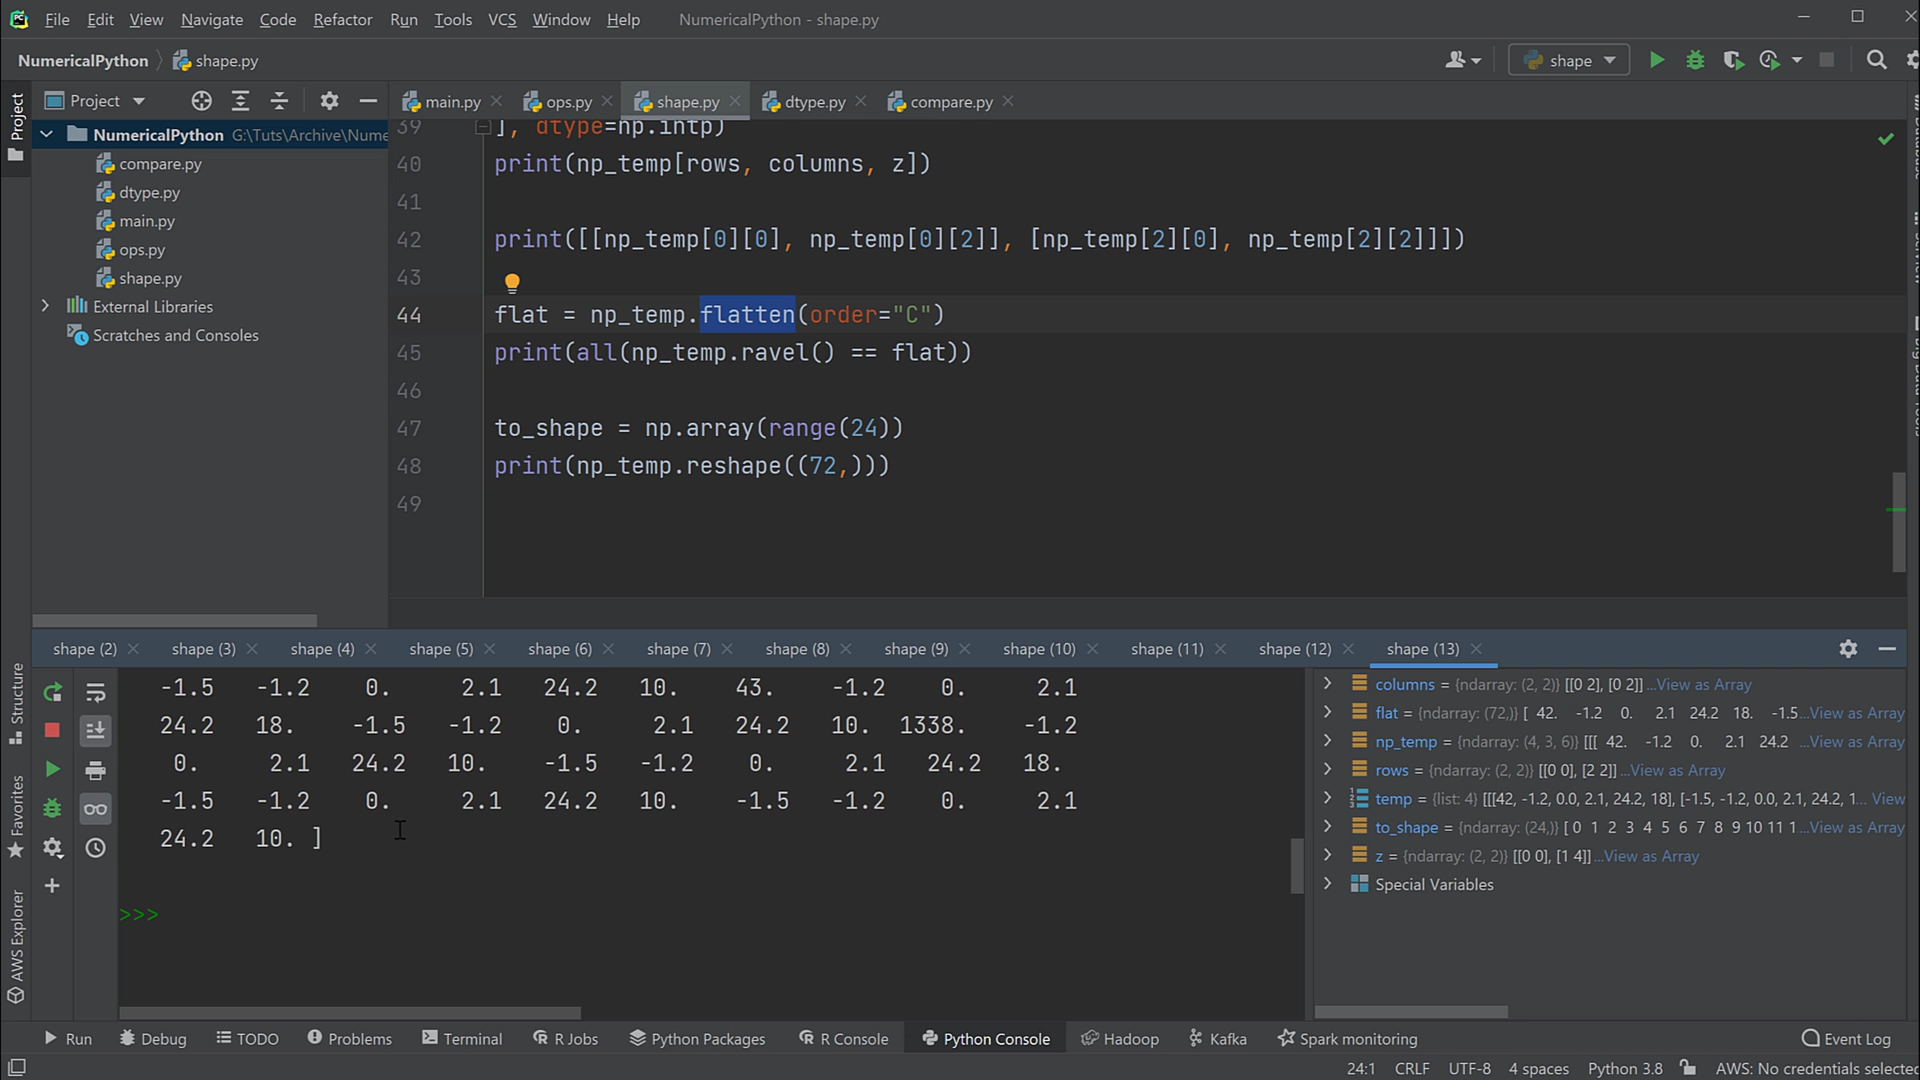 File Edit View Navigate Code Refactor Run Tools VCS Window Help NumericalPython - shape.py
NumericalPython shape.py
shape
Project
Project
main.py ops.py shape.py dtype.py compare.py
NumericalPython G:\Tuts\Archive\Nume
compare.py
dtype.py
main.py
ops.py
shape.py
External Libraries
Scratches and Consoles
39 ], dtype=np.intp)
40 print(np_temp[rows, columns, z])
41
42 print([[np_temp[0][0], np_temp[0][2]], [np_temp[2][0], np_temp[2][2]]])
43
44 flat = np_temp.flatten(order="C")
45 print(all(np_temp.ravel() == flat))
46
47 to_shape = np.array(range(24))
48 print(np_temp.reshape((72,)))
49
shape (2) shape (3) shape (4) shape (5) shape (6) shape (7) shape (8) shape (9) shape (10) shape (11) shape (12) shape (13)
-1.5 -1.2 0. 2.1 24.2 10. 43. -1.2 0. 2.1
24.2 18. -1.5 -1.2 0. 2.1 24.2 10. 1338. -1.2
0. 2.1 24.2 10. -1.5 -1.2 0. 2.1 24.2 18.
-1.5 -1.2 0. 2.1 24.2 10. -1.5 -1.2 0. 2.1
24.2 10. ]
>>>
columns = {ndarray: (2, 2)} [[0 2], [0 2]] ...View as Array
flat = {ndarray: (72,)} [ 42. -1.2 0. 2.1 24.2 18. -1.5...View as Array
np_temp = {ndarray: (4, 3, 6)} [[[ 42. -1.2 0. 2.1 24.2 ...View as Array
rows = {ndarray: (2, 2)} [[0 0], [2 2]] ...View as Array
temp = {list: 4} [[[42, -1.2, 0.0, 2.1, 24.2, 18], [-1.5, -1.2, 0.0, 2.1, 24.2, 1... View
to_shape = {ndarray: (24,)} [ 0 1 2 3 4 5 6 7 8 9 10 11 1...View as Array
z = {ndarray: (2, 2)} [[0 0], [1 4]] ...View as Array
Special Variables
Structure
Favorites
AWS Explorer
Run Debug TODO Problems Terminal R Jobs Python Packages R Console Python Console Hadoop Kafka Spark monitoring Event Log
24:1 CRLF UTF-8 4 spaces Python 3.8 AWS: No credentials selected